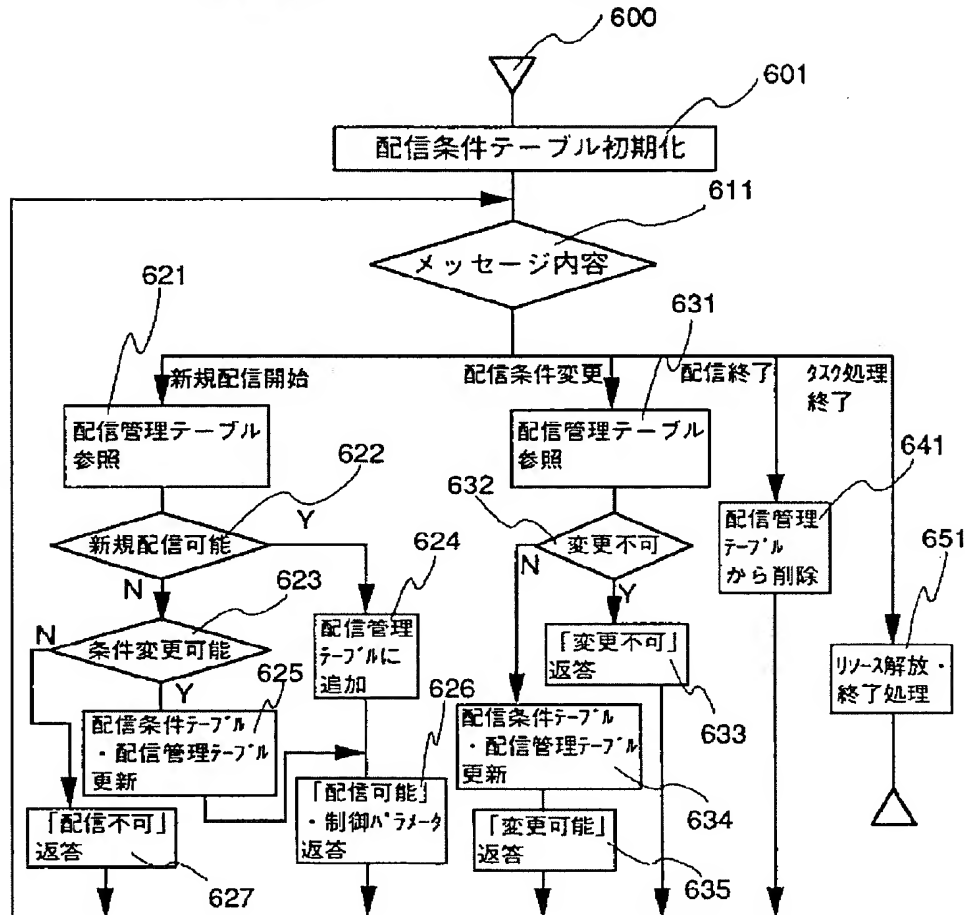 600
601
配信条件テーブル初期化
611
メッセージ内容
621
631
新規配信開始
配信条件変更
配信終了
タスク処理
終了
配信管理テーブル
参照
配信管理テーブル
参照
622
632
641
新規配信可能
Y
624
変更不可
配信管理
テーブル
から削除
651
N
623
N
Y
N
条件変更可能
配信管理
テーブルに
追加
「変更不可」
返答
リソース解放・
終了処理
Y
625
626
633
配信条件テーブル
・配信管理テーブル
更新
配信条件テーブル
・配信管理テーブル
更新
「配信可能」
・制御パラメータ
返答
634
「配信不可」
返答
「変更可能」
返答
627
635